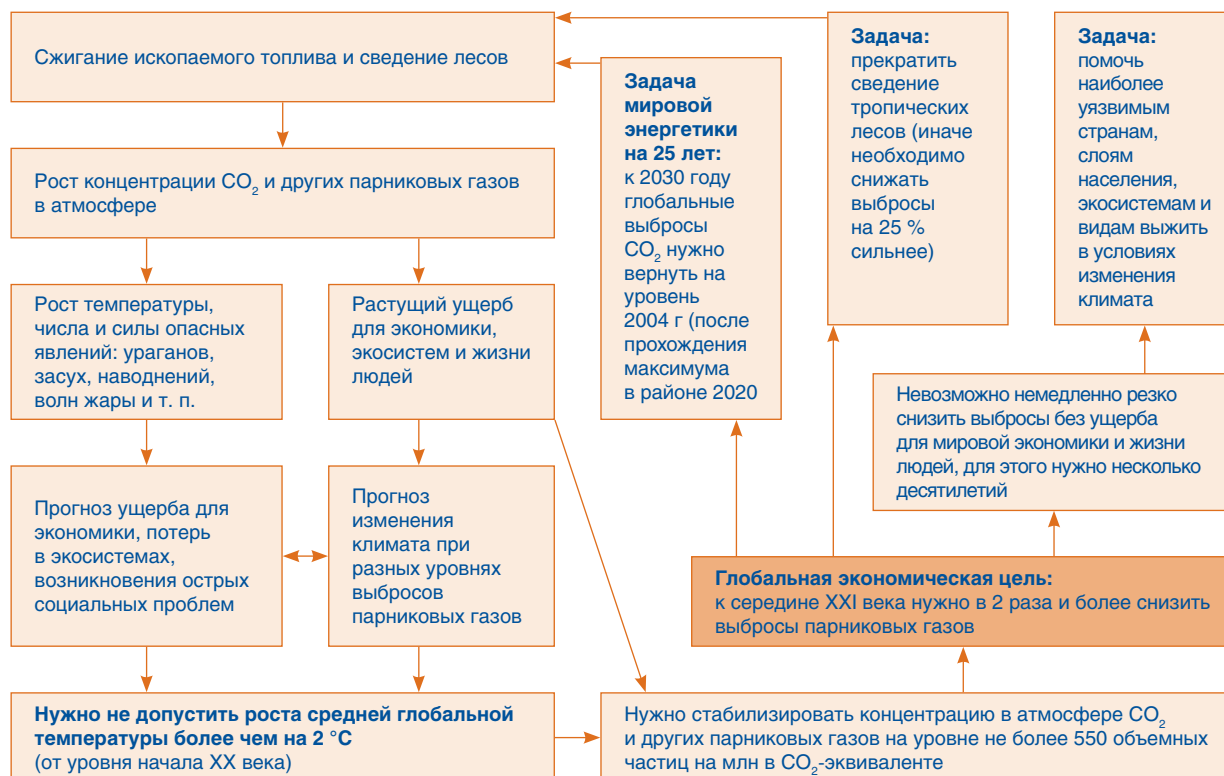 Сжигание ископаемого топлива и сведение лесов
Рост концентрации CO₂ и других парниковых газов
в атмосфере
Рост температуры,
числа и силы опасных
явлений: ураганов,
засух, наводнений,
волн жары и т. п.
Растущий ущерб
для экономики,
экосистем и жизни
людей
Прогноз ущерба для
экономики, потерь
в экосистемах,
возникновения острых
социальных проблем
Прогноз
изменения
климата при
разных уровнях
выбросов
парниковых газов
Нужно не допустить роста средней глобальной
температуры более чем на 2 °C
(от уровня начала XX века)
Задача
мировой
энергетики
на 25 лет:
к 2030 году
глобальные
выбросы
CO₂ нужно
вернуть на
уровень
2004 г (после
прохождения
максимума
в районе 2020
Задача:
прекратить
сведение
тропических
лесов (иначе
необходимо
снижать
выбросы
на 25 %
сильнее)
Задача:
помочь
наиболее
уязвимым
странам,
слоям
населения,
экосистемам и
видам выжить
в условиях
изменения
климата
Невозможно немедленно резко
снизить выбросы без ущерба
для мировой экономики и жизни
людей, для этого нужно несколько
десятилетий
Глобальная экономическая цель:
к середине XXI века нужно в 2 раза и более снизить
выбросы парниковых газов
Нужно стабилизировать концентрацию в атмосфере CO₂
и других парниковых газов на уровне не более 550 объемных
частиц на млн в CO₂-эквиваленте